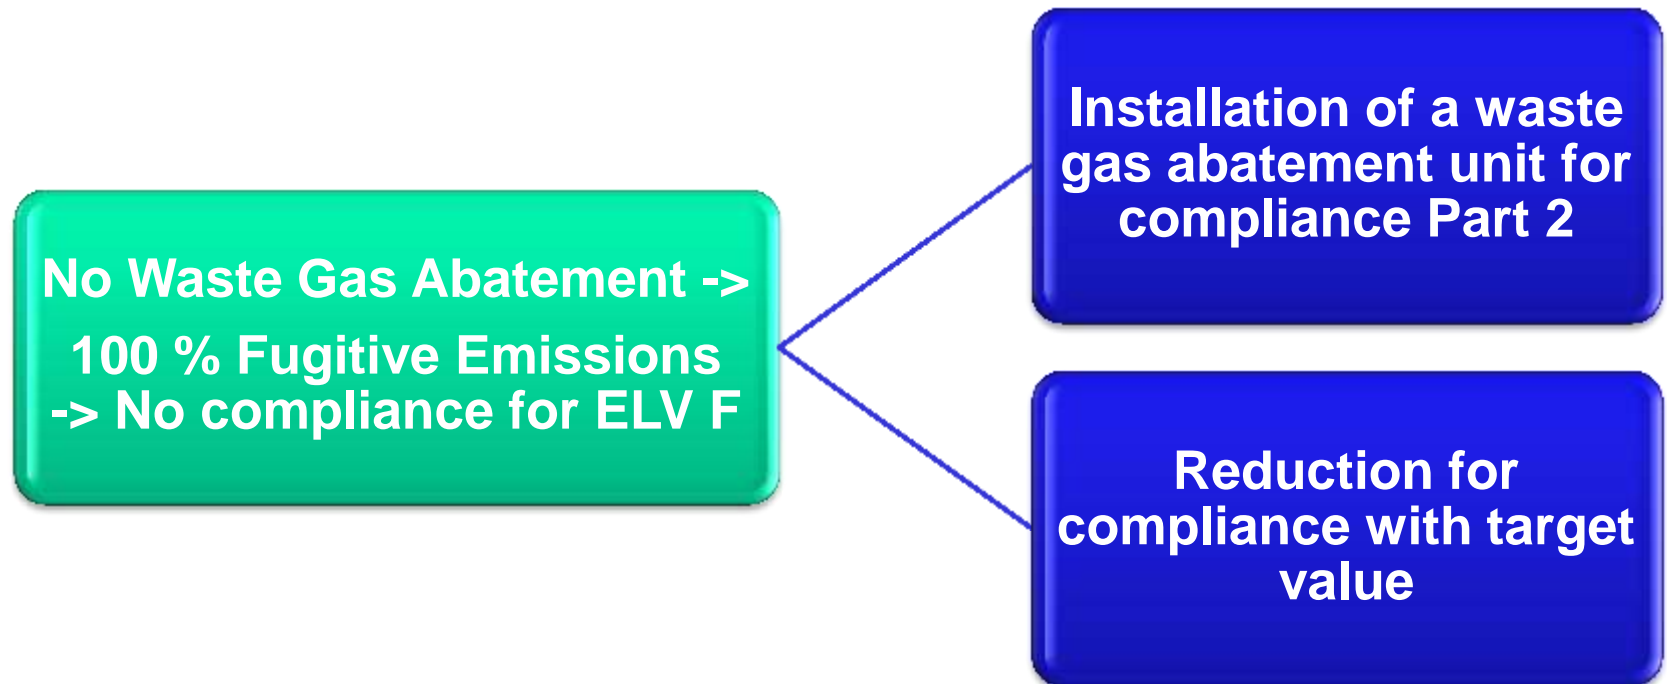 No Waste Gas Abatement ->
100 % Fugitive Emissions
-> No compliance for ELV F
Installation of a waste
gas abatement unit for
compliance Part 2
Reduction for
compliance with target
value